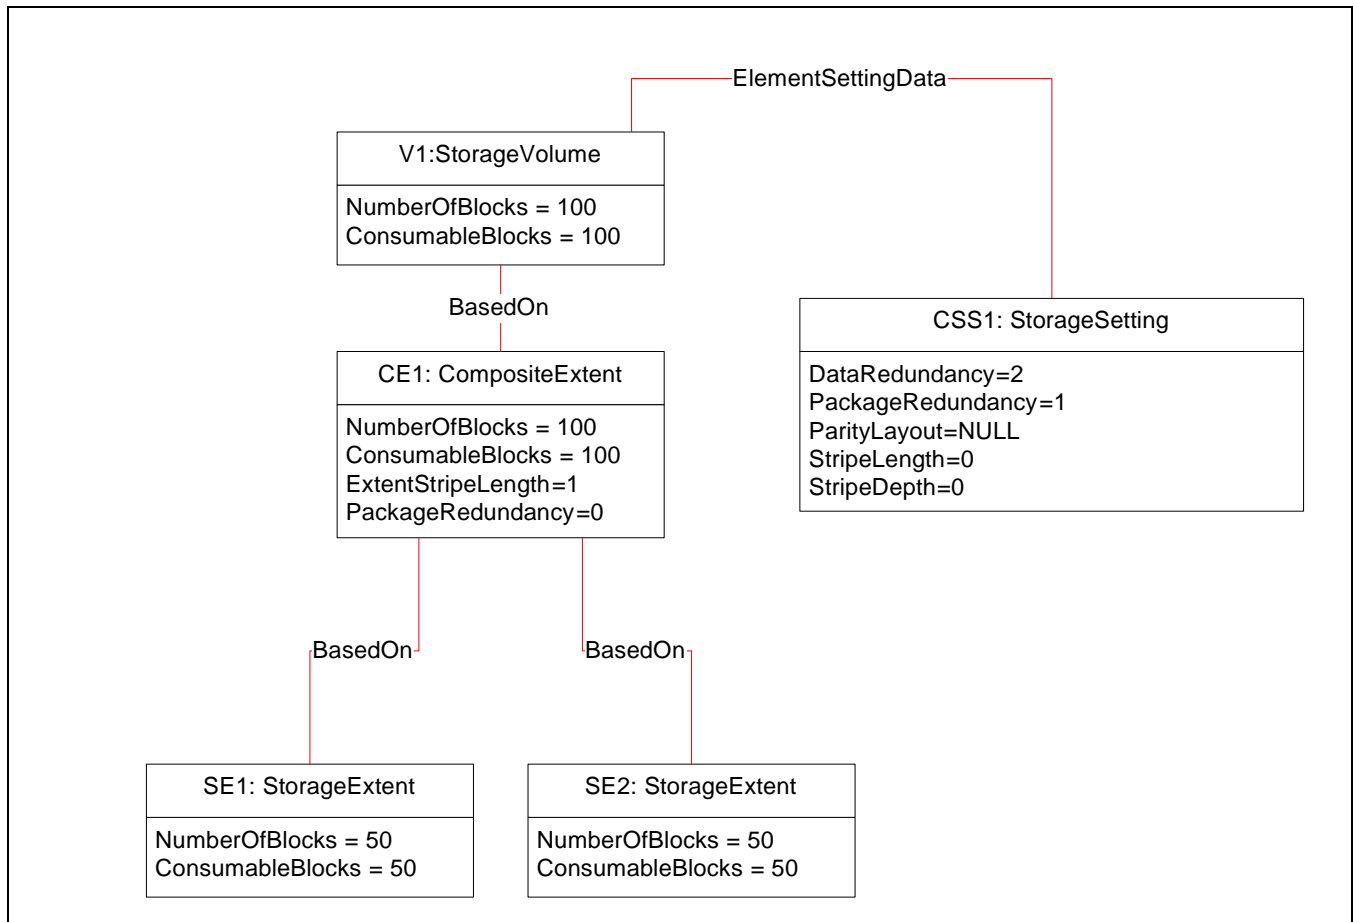 ElementSettingData
V1:StorageVolume
NumberOfBlocks = 100
ConsumableBlocks = 100
BasedOn
CSS1: StorageSetting
DataRedundancy=2
PackageRedundancy=1
ParityLayout=NULL
StripeLength=0
StripeDepth=0
CE1: CompositeExtent
NumberOfBlocks = 100
ConsumableBlocks = 100
ExtentStripeLength=1
PackageRedundancy=0
BasedOn
BasedOn
SE1: StorageExtent
NumberOfBlocks = 50
ConsumableBlocks = 50
SE2: StorageExtent
NumberOfBlocks = 50
ConsumableBlocks = 50